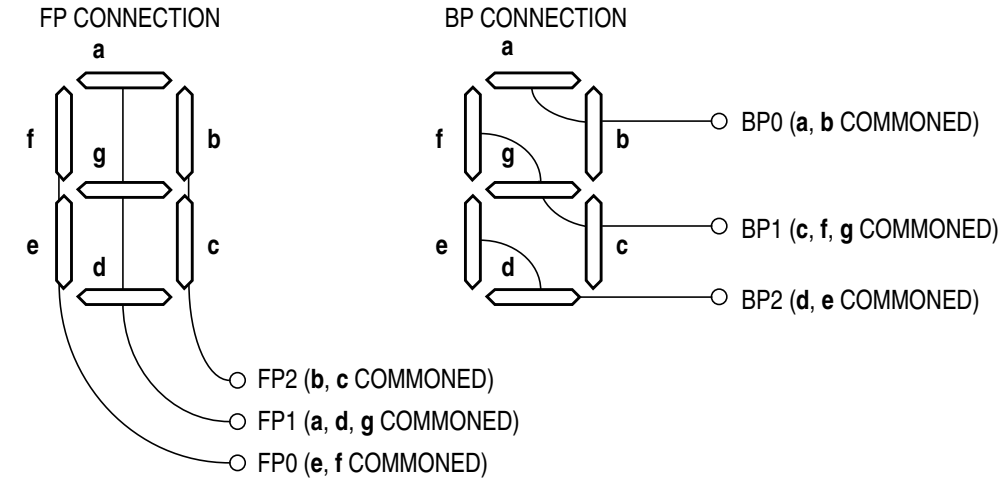 FP CONNECTION
a
f
b
g
e
c
d
FP2 (b, c COMMONED)
FP1 (a, d, g COMMONED)
FP0 (e, f COMMONED)
BP CONNECTION
a
f
b
g
e
c
d
BP0 (a, b COMMONED)
BP1 (c, f, g COMMONED)
BP2 (d, e COMMONED)